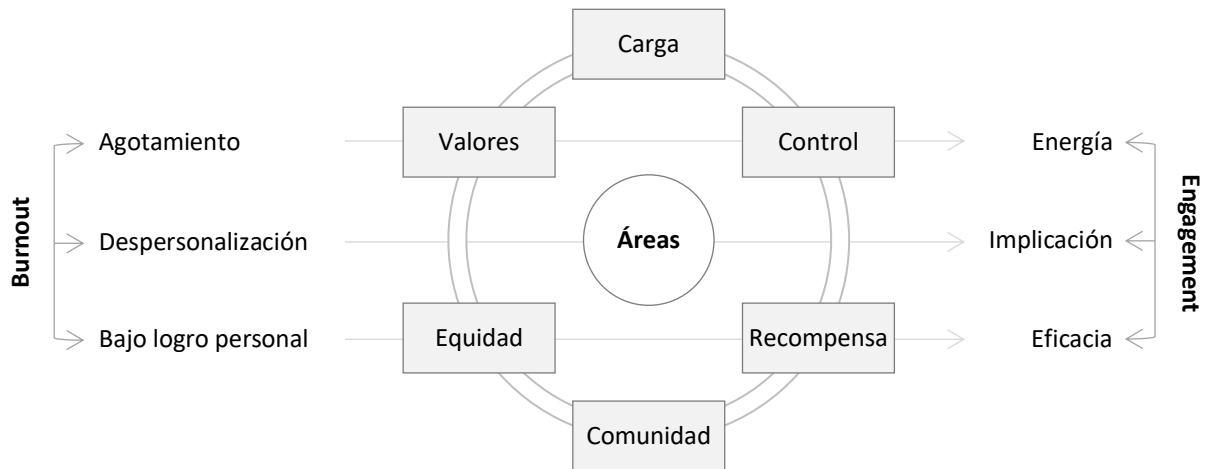 Carga
Agotamiento
Valores
Control
Energía
Burnout
Despersonalización
Áreas
Implicación
Engagement
Bajo logro personal
Equidad
Recompensa
Eficacia
Comunidad